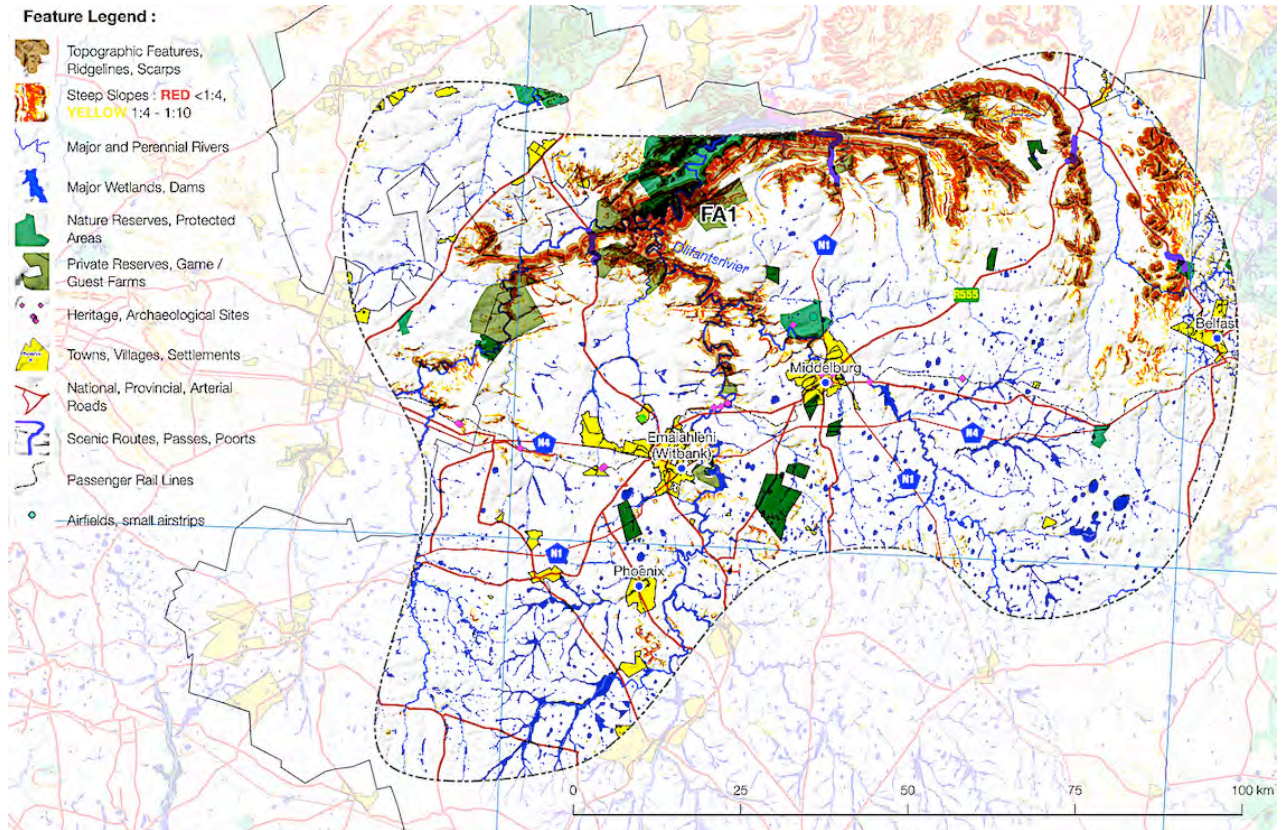 Feature Legend :
Topographic Features,
Ridgelines, Scarps
Steep Slopes : RED <1:4,
YELLOW 1:4 - 1:10
Major and Perennial Rivers
Major Wetlands, Dams
Nature Reserves, Protected
Areas
Private Reserves, Game /
Guest Farms
Heritage, Archaeological Sites
Towns, Villages, Settlements
National, Provincial, Arterial
Roads
Scenic Routes, Passes, Poorts
Passenger Rail Lines
Airfields, small airstrips
FA1
Olifantsrivier
N1
R555
Belfast
Middelburg
N4
Emalahleni
(Witbank)
N4
N1
N1
Phoenix
0 25 50 75 100 km